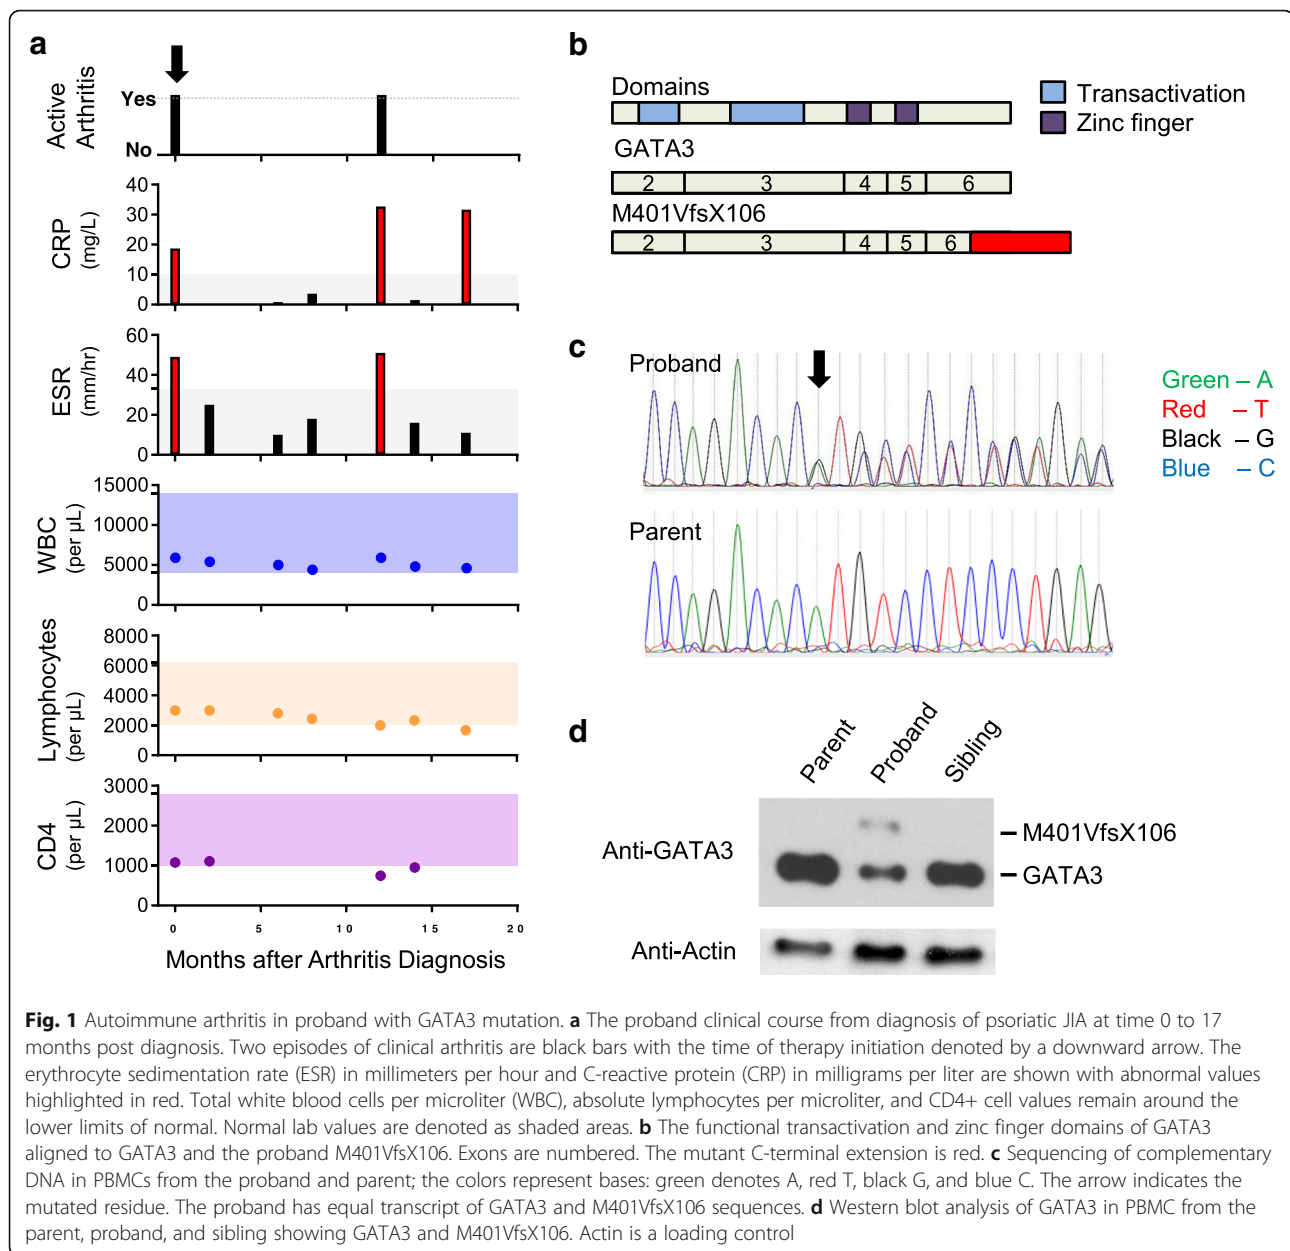 a
Yes
No
Active
Arthritis
40
30
20
10
0
CRP
(mg/L)
60
40
20
0
ESR
(mm/hr)
15000
10000
5000
0
WBC
(per µL)
8000
6000
4000
2000
0
Lymphocytes
(per µL)
3000
2000
1000
0
CD4
(per µL)
0 5 10 15 20
Months after Arthritis Diagnosis
b
Domains
Transactivation
Zinc finger
GATA3
2 3 4 5 6
M401VfsX106
2 3 4 5 6
c
Proband
Green – A
Red – T
Black – G
Blue – C
Parent
d
Parent Proband Sibling
Anti-GATA3
M401VfsX106
GATA3
Anti-Actin
Fig. 1 Autoimmune arthritis in proband with GATA3 mutation. a The proband clinical course from diagnosis of psoriatic JIA at time 0 to 17
months post diagnosis. Two episodes of clinical arthritis are black bars with the time of therapy initiation denoted by a downward arrow. The
erythrocyte sedimentation rate (ESR) in millimeters per hour and C-reactive protein (CRP) in milligrams per liter are shown with abnormal values
highlighted in red. Total white blood cells per microliter (WBC), absolute lymphocytes per microliter, and CD4+ cell values remain around the
lower limits of normal. Normal lab values are denoted as shaded areas. b The functional transactivation and zinc finger domains of GATA3
aligned to GATA3 and the proband M401VfsX106. Exons are numbered. The mutant C-terminal extension is red. c Sequencing of complementary
DNA in PBMCs from the proband and parent; the colors represent bases: green denotes A, red T, black G, and blue C. The arrow indicates the
mutated residue. The proband has equal transcript of GATA3 and M401VfsX106 sequences. d Western blot analysis of GATA3 in PBMC from the
parent, proband, and sibling showing GATA3 and M401VfsX106. Actin is a loading control